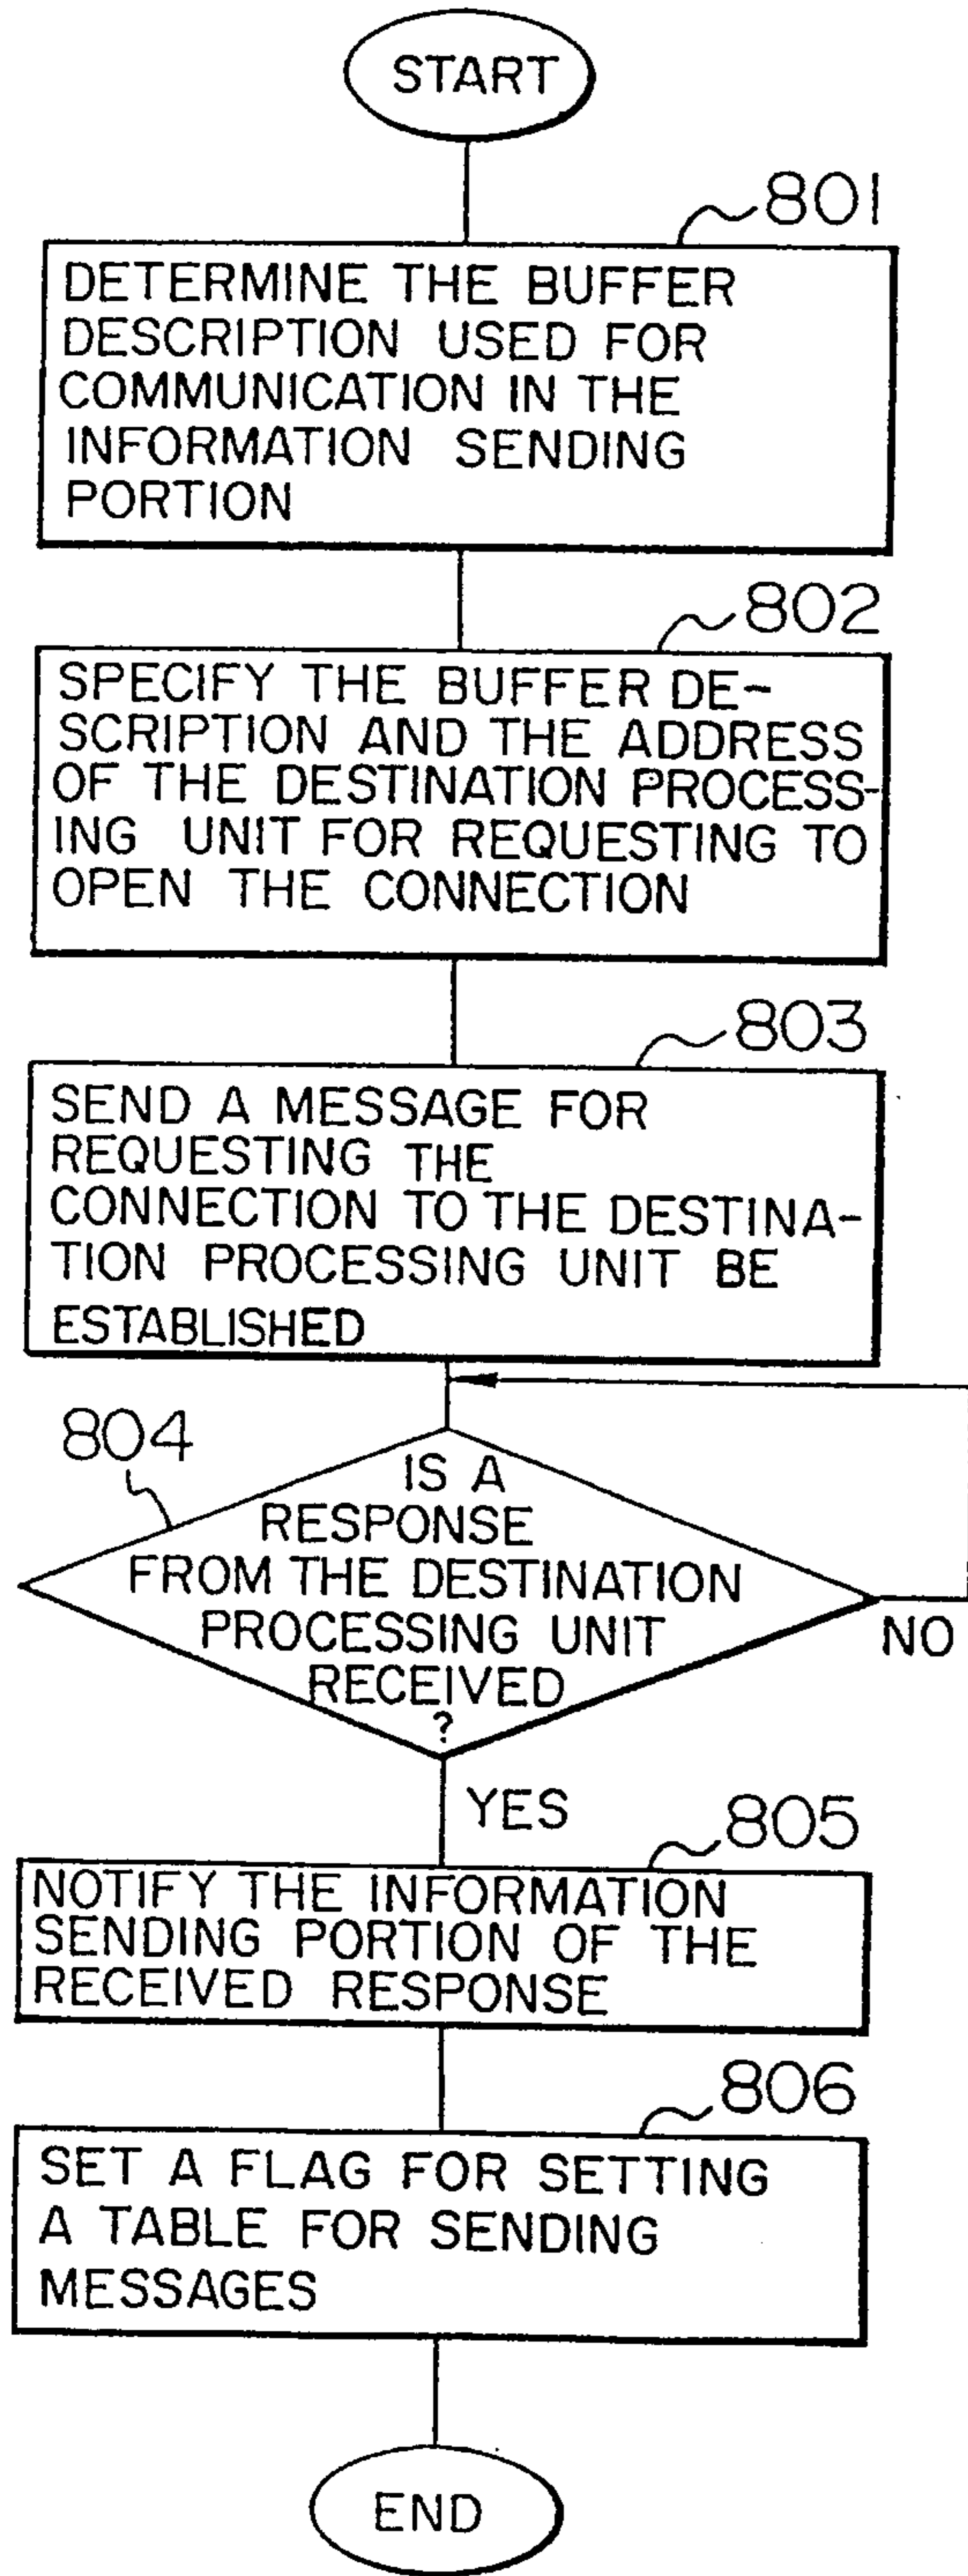 START
801
DETERMINE THE BUFFER
DESCRIPTION USED FOR
COMMUNICATION IN THE
INFORMATION SENDING
PORTION
802
SPECIFY THE BUFFER DE-
SCRIPTION AND THE ADDRESS
OF THE DESTINATION PROCESS-
ING UNIT FOR REQUESTING TO
OPEN THE CONNECTION
803
SEND A MESSAGE FOR
REQUESTING THE
CONNECTION TO THE DESTINA-
TION PROCESSING UNIT BE
ESTABLISHED
804
IS A
RESPONSE
FROM THE DESTINATION
PROCESSING UNIT
RECEIVED
?
NO
YES
805
NOTIFY THE INFORMATION
SENDING PORTION OF THE
RECEIVED RESPONSE
806
SET A FLAG FOR SETTING
A TABLE FOR SENDING
MESSAGES
END